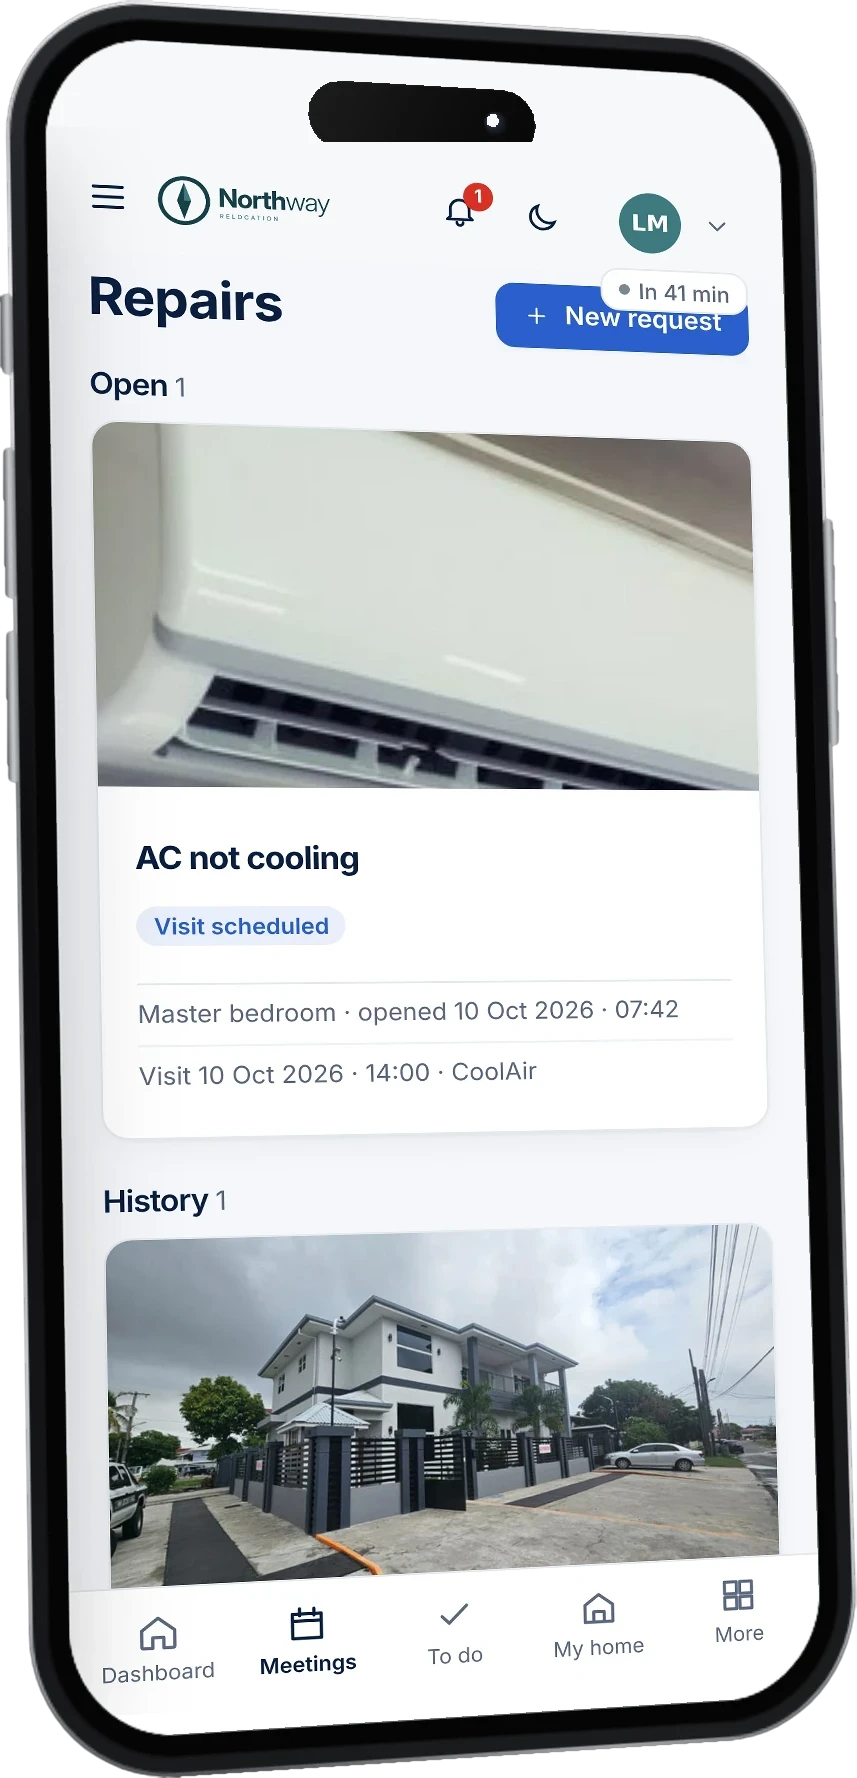 Northway
RELOCATION
1
LM
In 41 min
Repairs
+ New request
Open 1
AC not cooling
Visit scheduled
Master bedroom · opened 10 Oct 2026 · 07:42
Visit 10 Oct 2026 · 14:00 · CoolAir
History 1
Dashboard
Meetings
To do
My home
More